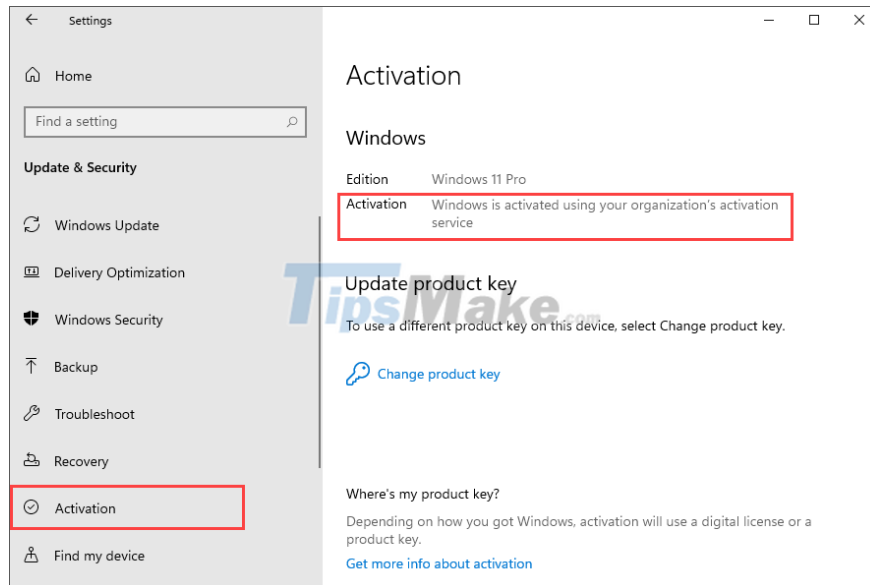 Settings
Home
Find a setting
Update & Security
Windows Update
Delivery Optimization
Windows Security
Backup
Troubleshoot
Recovery
Activation
Find my device
Activation
Windows
Edition Windows 11 Pro
Activation Windows is activated using your organization's activation
service
Update product key
TipsMake.com
To use a different product key on this device, select Change product key.
Change product key
Where's my product key?
Depending on how you got Windows, activation will use a digital license or a
product key.
Get more info about activation